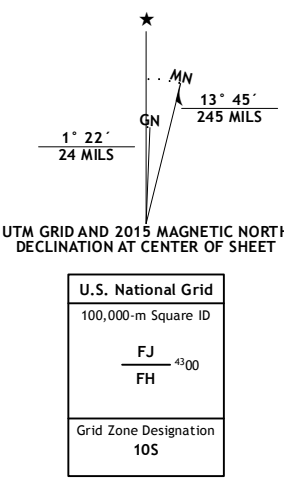 ★
MN
GN
13° 45´
245 MILS
1° 22´
24 MILS
UTM GRID AND 2015 MAGNETIC NORTH
DECLINATION AT CENTER OF SHEET
U.S. National Grid
100,000-m Square ID
FJ
4300
FH
Grid Zone Designation
10S